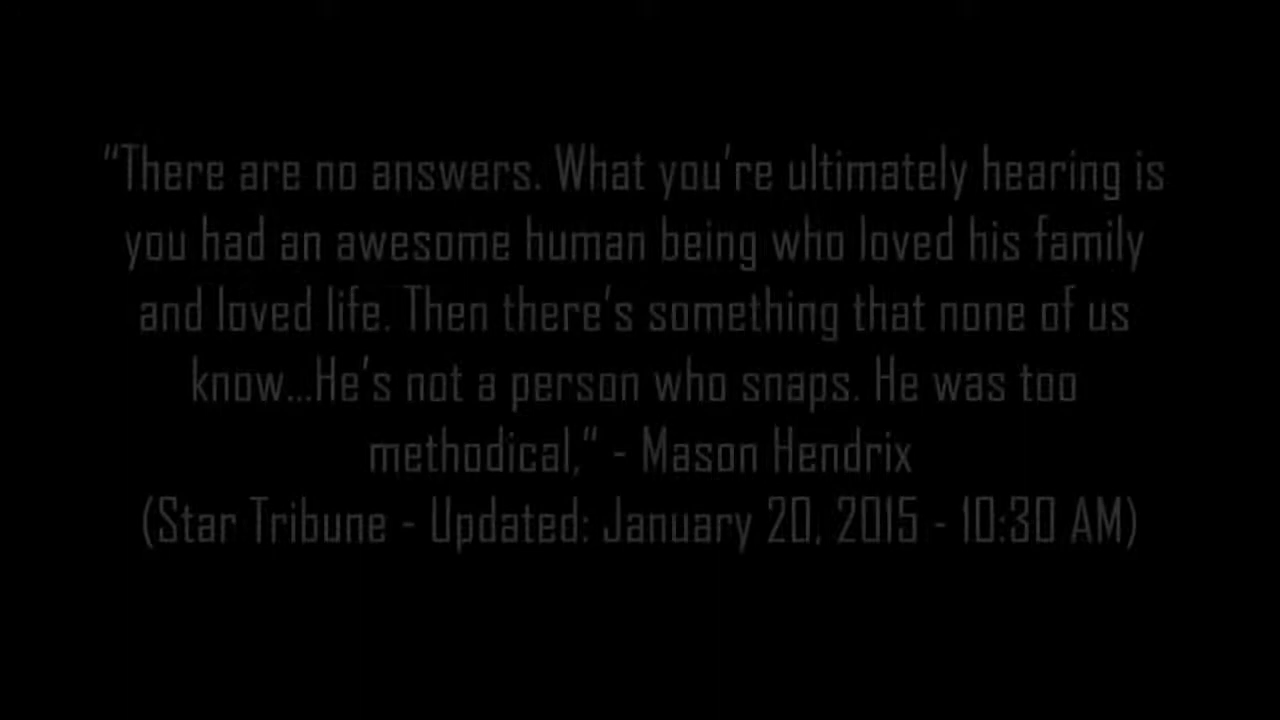 "There are no answers. What you're ultimately hearing is
you had an awesome human being who loved his family
and loved life. Then there's something that none of us
know...He's not a person who snaps. He was too
methodical," - Mason Hendrix
(Star Tribune - Updated: January 20, 2015 - 10:30 AM)